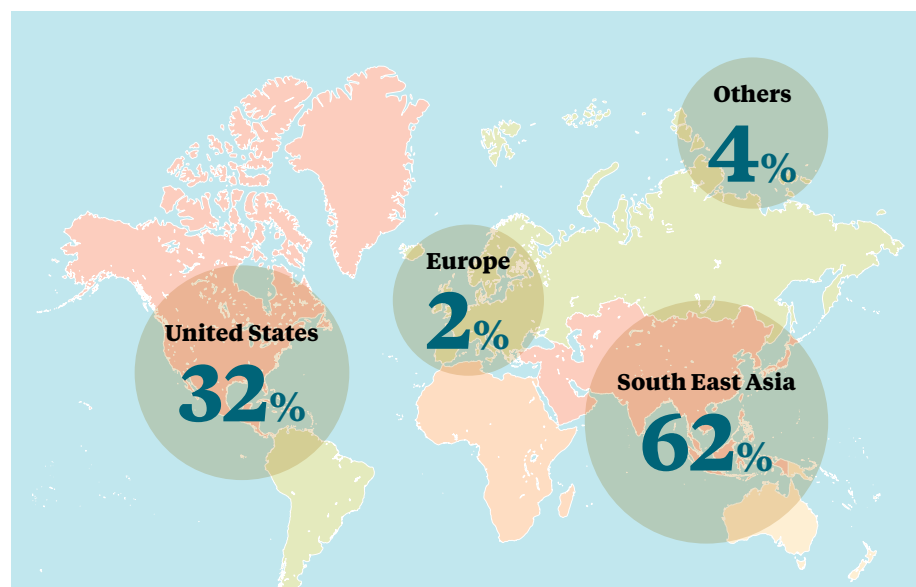 Others
4%
Europe
2%
United States
32%
South East Asia
62%